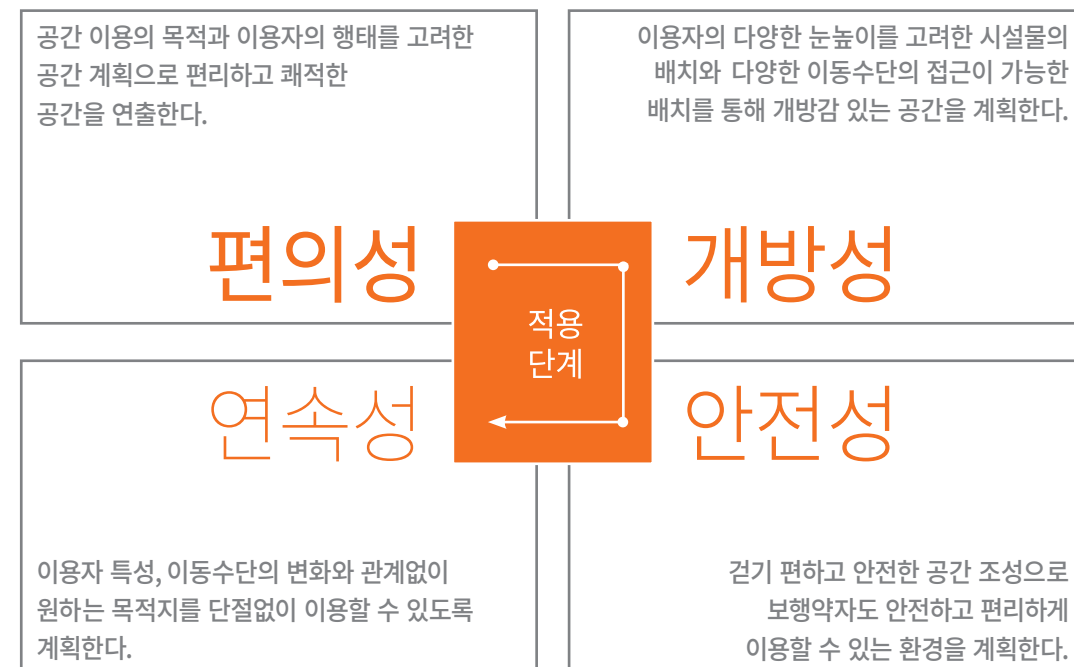 공간 이용의 목적과 이용자의 행태를 고려한
공간 계획으로 편리하고 쾌적한
공간을 연출한다.
편의성
이용자의 다양한 눈높이를 고려한 시설물의
배치와 다양한 이동수단의 접근이 가능한
배치를 통해 개방감 있는 공간을 계획한다.
개방성
적용
단계
연속성
이용자 특성, 이동수단의 변화와 관계없이
원하는 목적지를 단절없이 이용할 수 있도록
계획한다.
안전성
걷기 편하고 안전한 공간 조성으로
보행약자도 안전하고 편리하게
이용할 수 있는 환경을 계획한다.